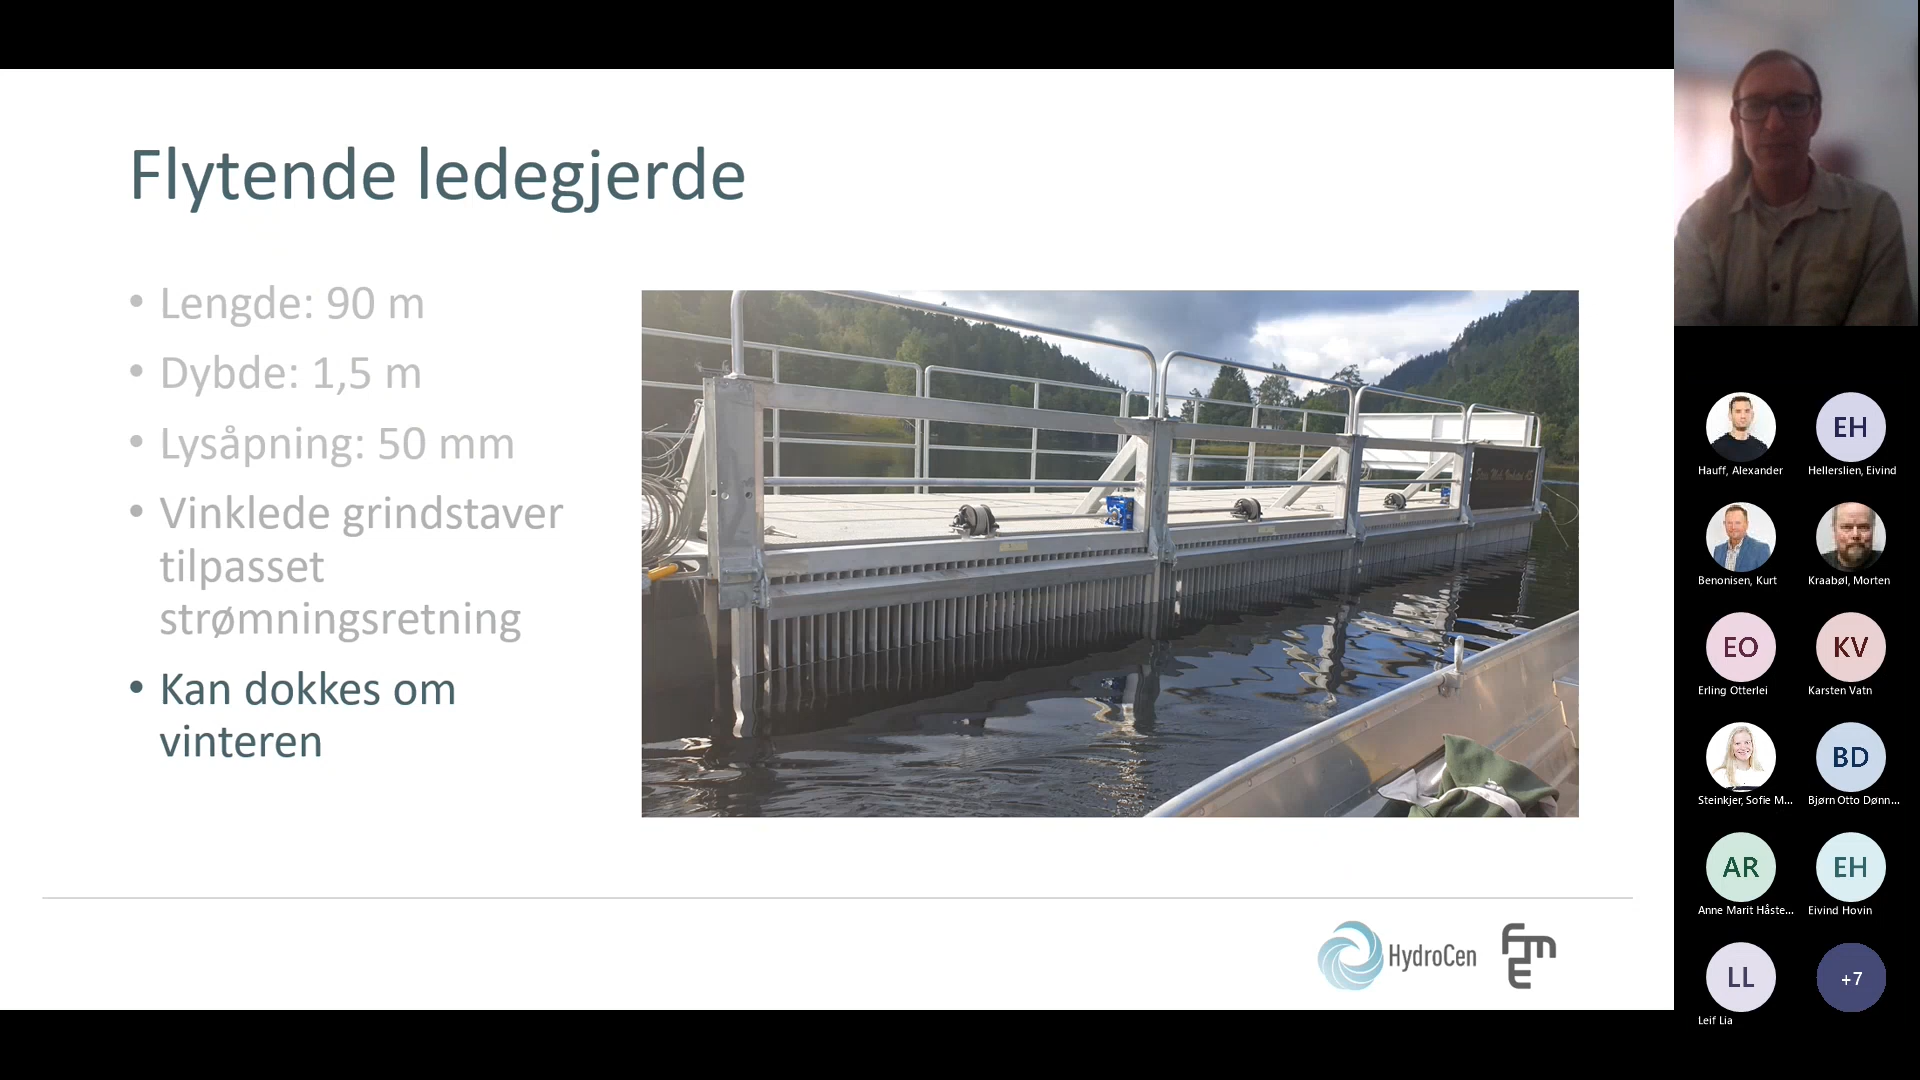 Flytende ledegjerde
• Lengde: 90 m
• Dybde: 1,5 m
• Lysåpning: 50 mm
• Vinklede grindstaver
tilpasset
strømningsretning
• Kan dokkes om
vinteren
HydroCen
FME
Hauff, Alexander
EH
Hellerslien, Eivind
Benonisen, Kurt
Kraabøl, Morten
EO
Erling Otterlei
KV
Karsten Vatn
Steinkjer, Sofie M...
BD
Bjørn Otto Dønn...
AR
Anne Marit Håste...
EH
Eivind Hovin
LL
Leif Lia
+7